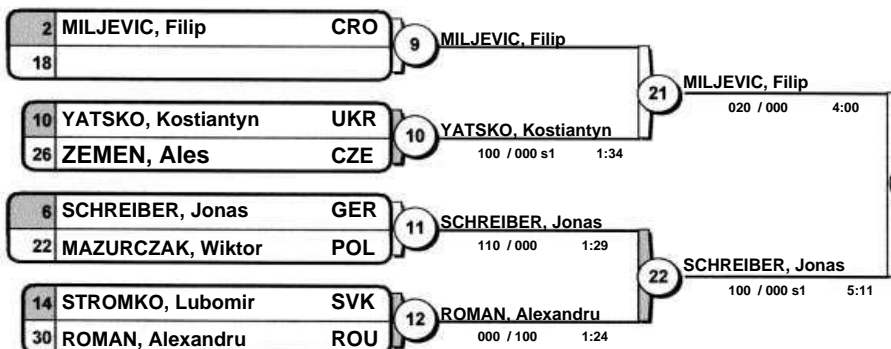 2 MILJEVIC, Filip CRO
18
9 MILJEVIC, Filip
10 YATSKO, Kostiantyn UKR
26 ZEMEN, Ales CZE
10 YATSKO, Kostiantyn
100 / 000 s1 1:34
21 MILJEVIC, Filip
020 / 000 4:00
6 SCHREIBER, Jonas GER
22 MAZURCZAK, Wiktor POL
11 SCHREIBER, Jonas
110 / 000 1:29
14 STROMKO, Lubomir SVK
30 ROMAN, Alexandru ROU
12 ROMAN, Alexandru
000 / 100 1:24
22 SCHREIBER, Jonas
100 / 000 s1 5:11